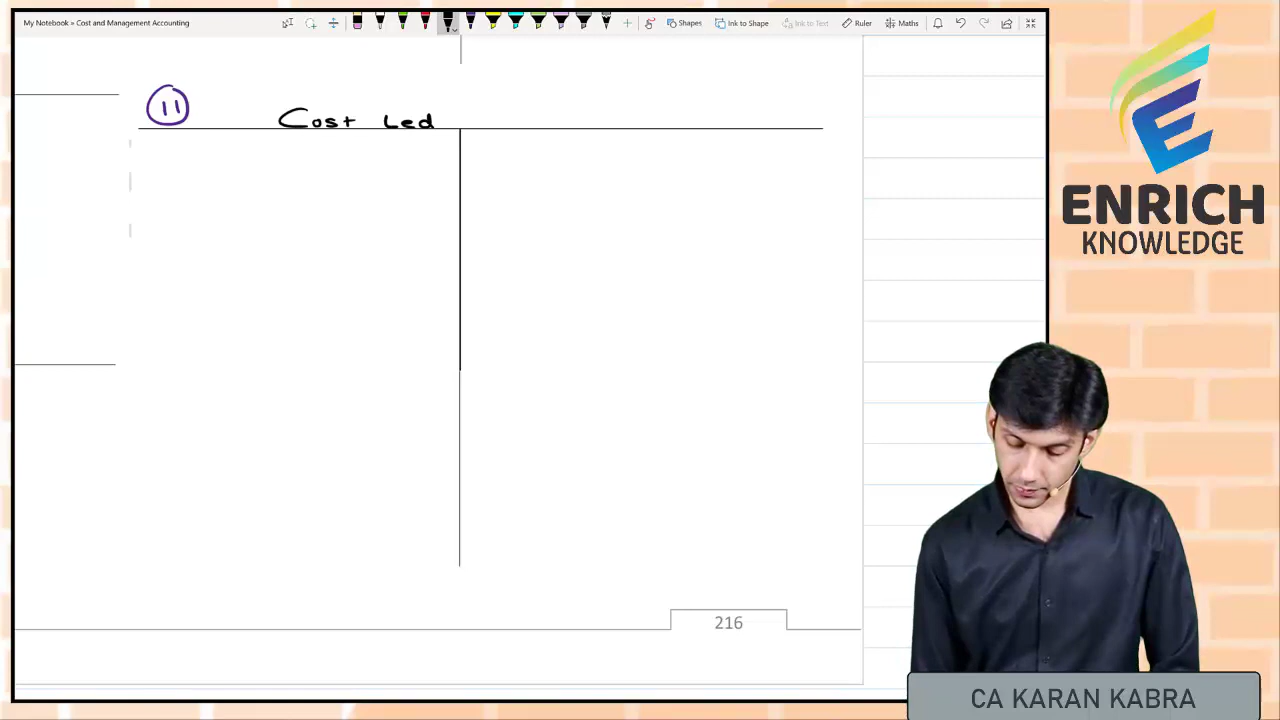 My Notebook » Cost and Management Accounting
Shapes
Ink to Shape
Ink to Text
Ruler
Maths
11
Cost Led
216
ENRICH
KNOWLEDGE
CA KARAN KABRA